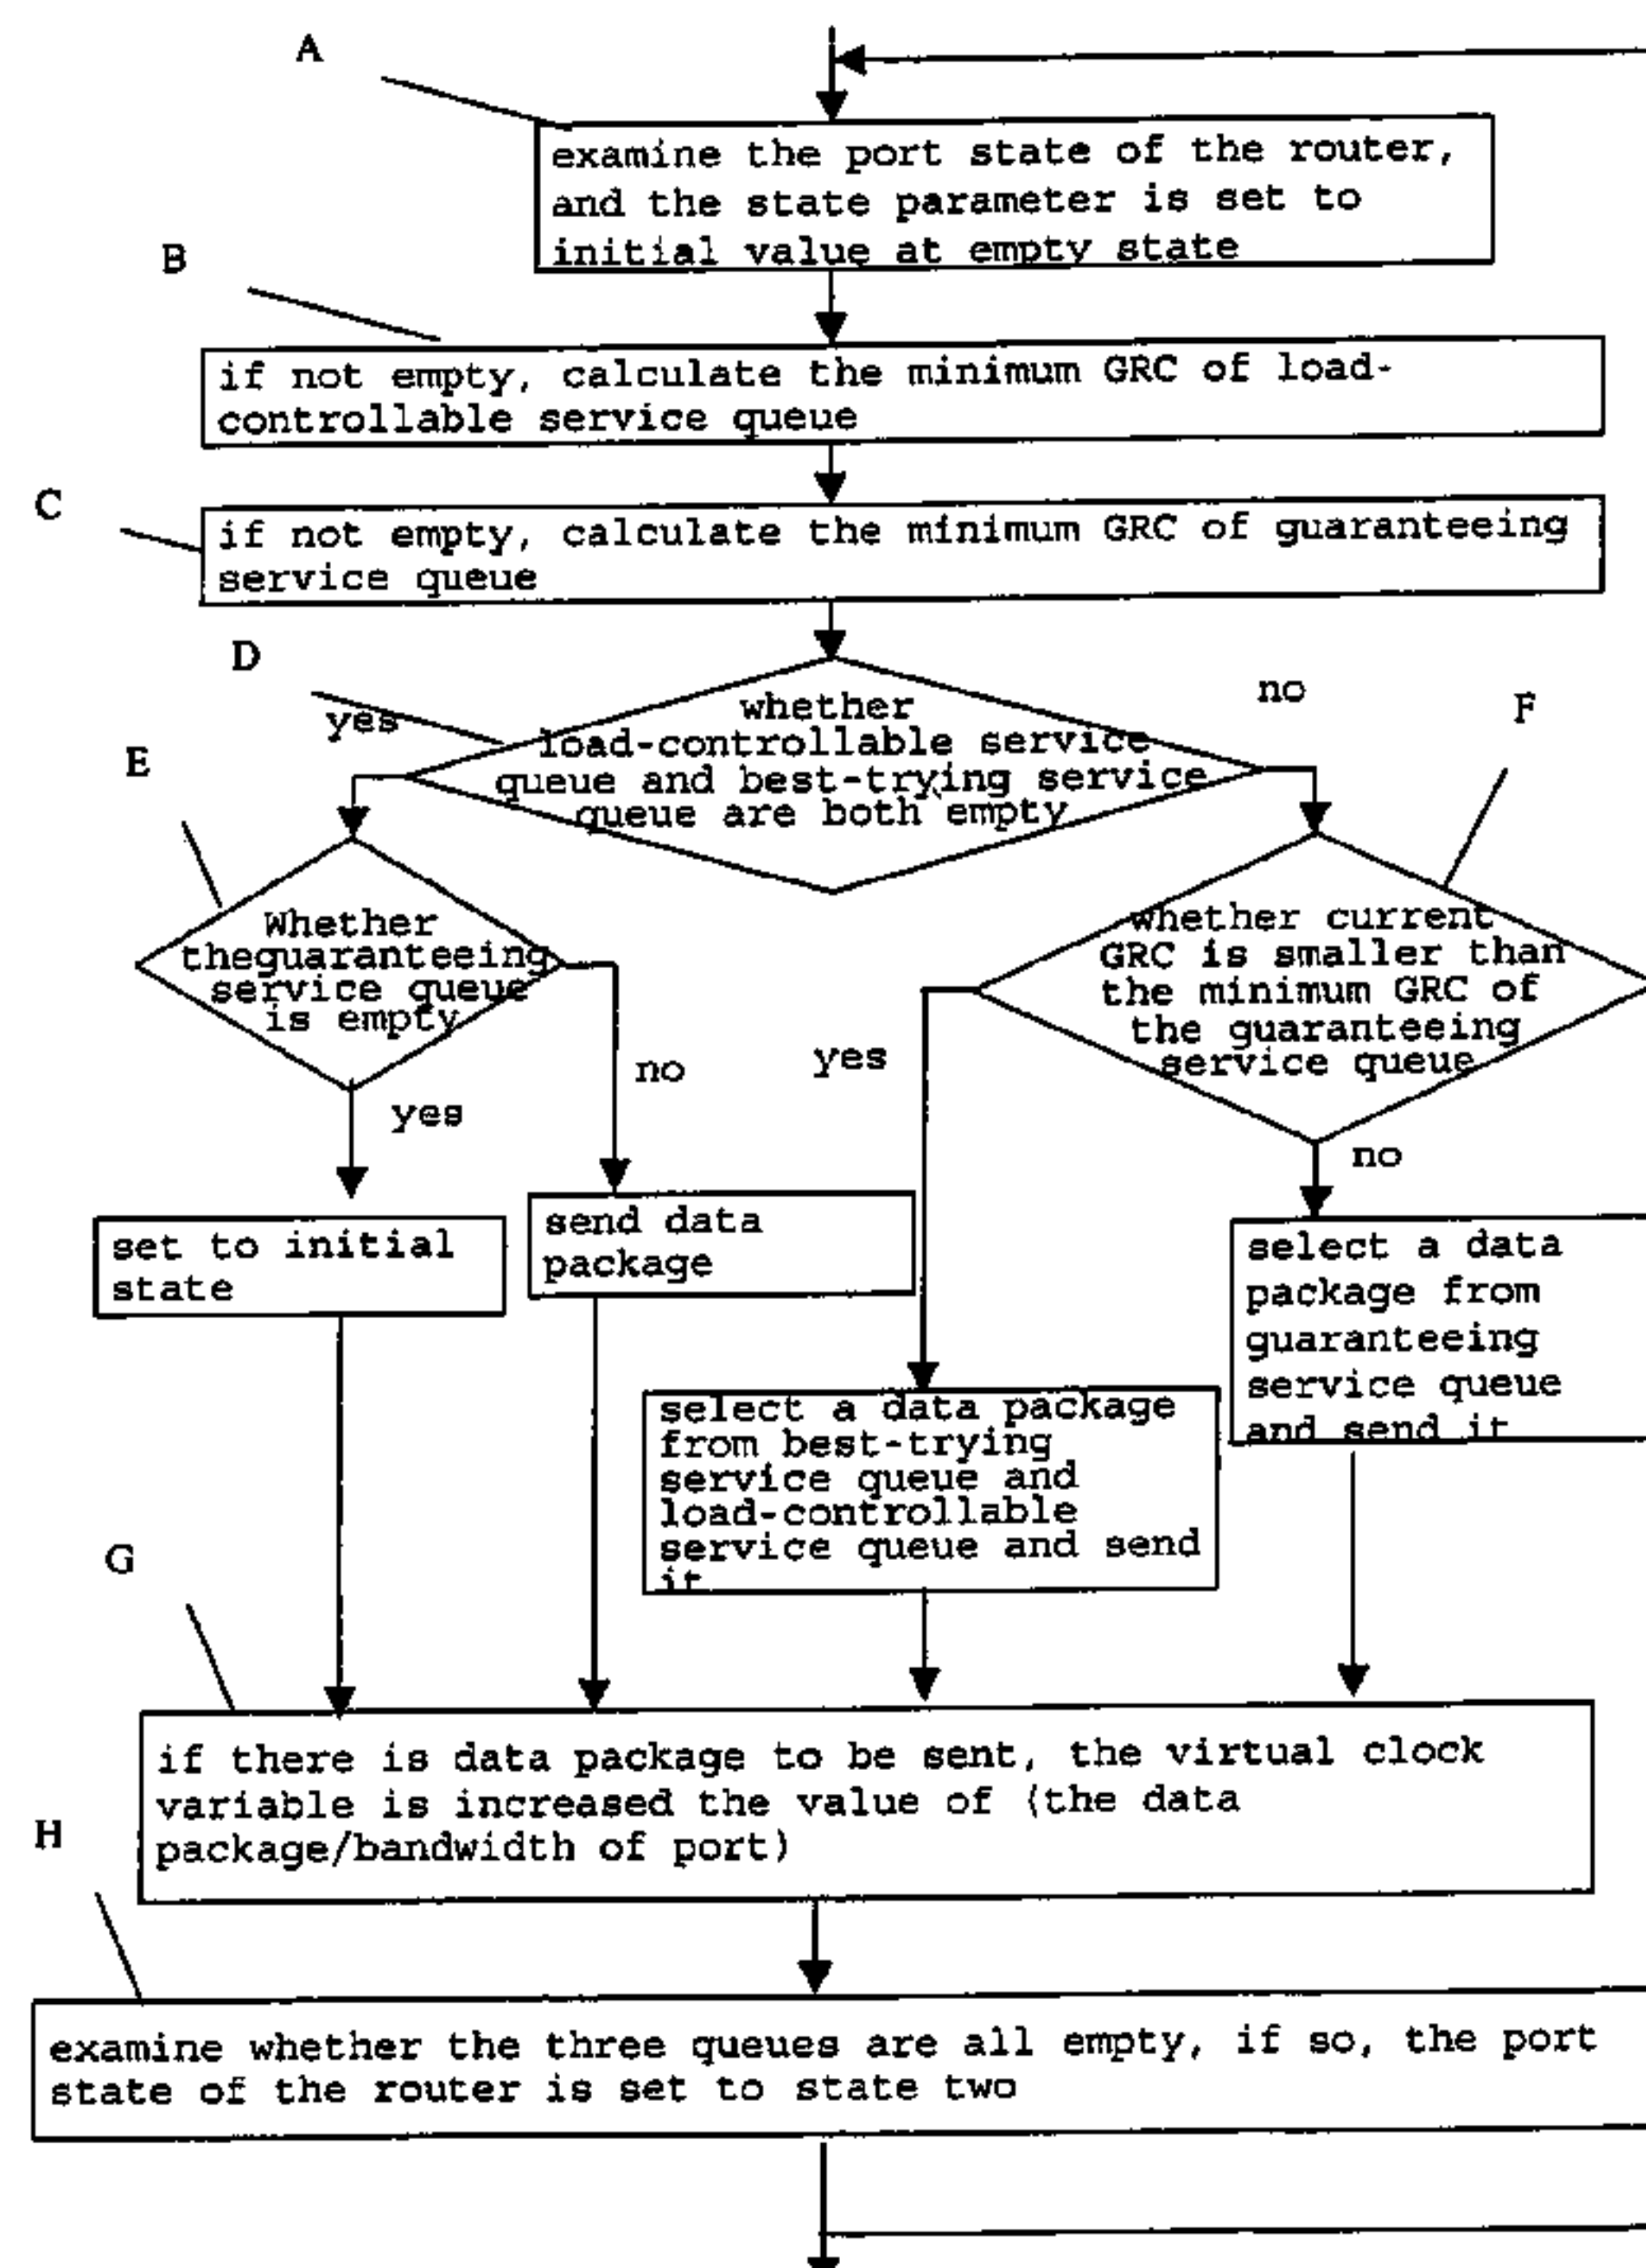 A
examine the port state of the router,
and the state parameter is set to
initial value at empty state
B
if not empty, calculate the minimum GRC of load-
controllable service queue
C
if not empty, calculate the minimum GRC of guaranteeing
service queue
D
yes
whether
load-controllable service
queue and best-trying service
queue are both empty
no
F
E
Whether
theguaranteeing
service queue
is empty
no
yes
whether current
GRC is smaller than
the minimum GRC of
the guaranteeing
service queue
yes
no
set to initial
state
send data
package
select a data package
from best-trying
service queue and
load-controllable
service queue and send
it
select a data
package from
guaranteeing
service queue
and send it
G
if there is data package to be sent, the virtual clock
variable is increased the value of (the data
package/bandwidth of port)
H
examine whether the three queues are all empty, if so, the port
state of the router is set to state two